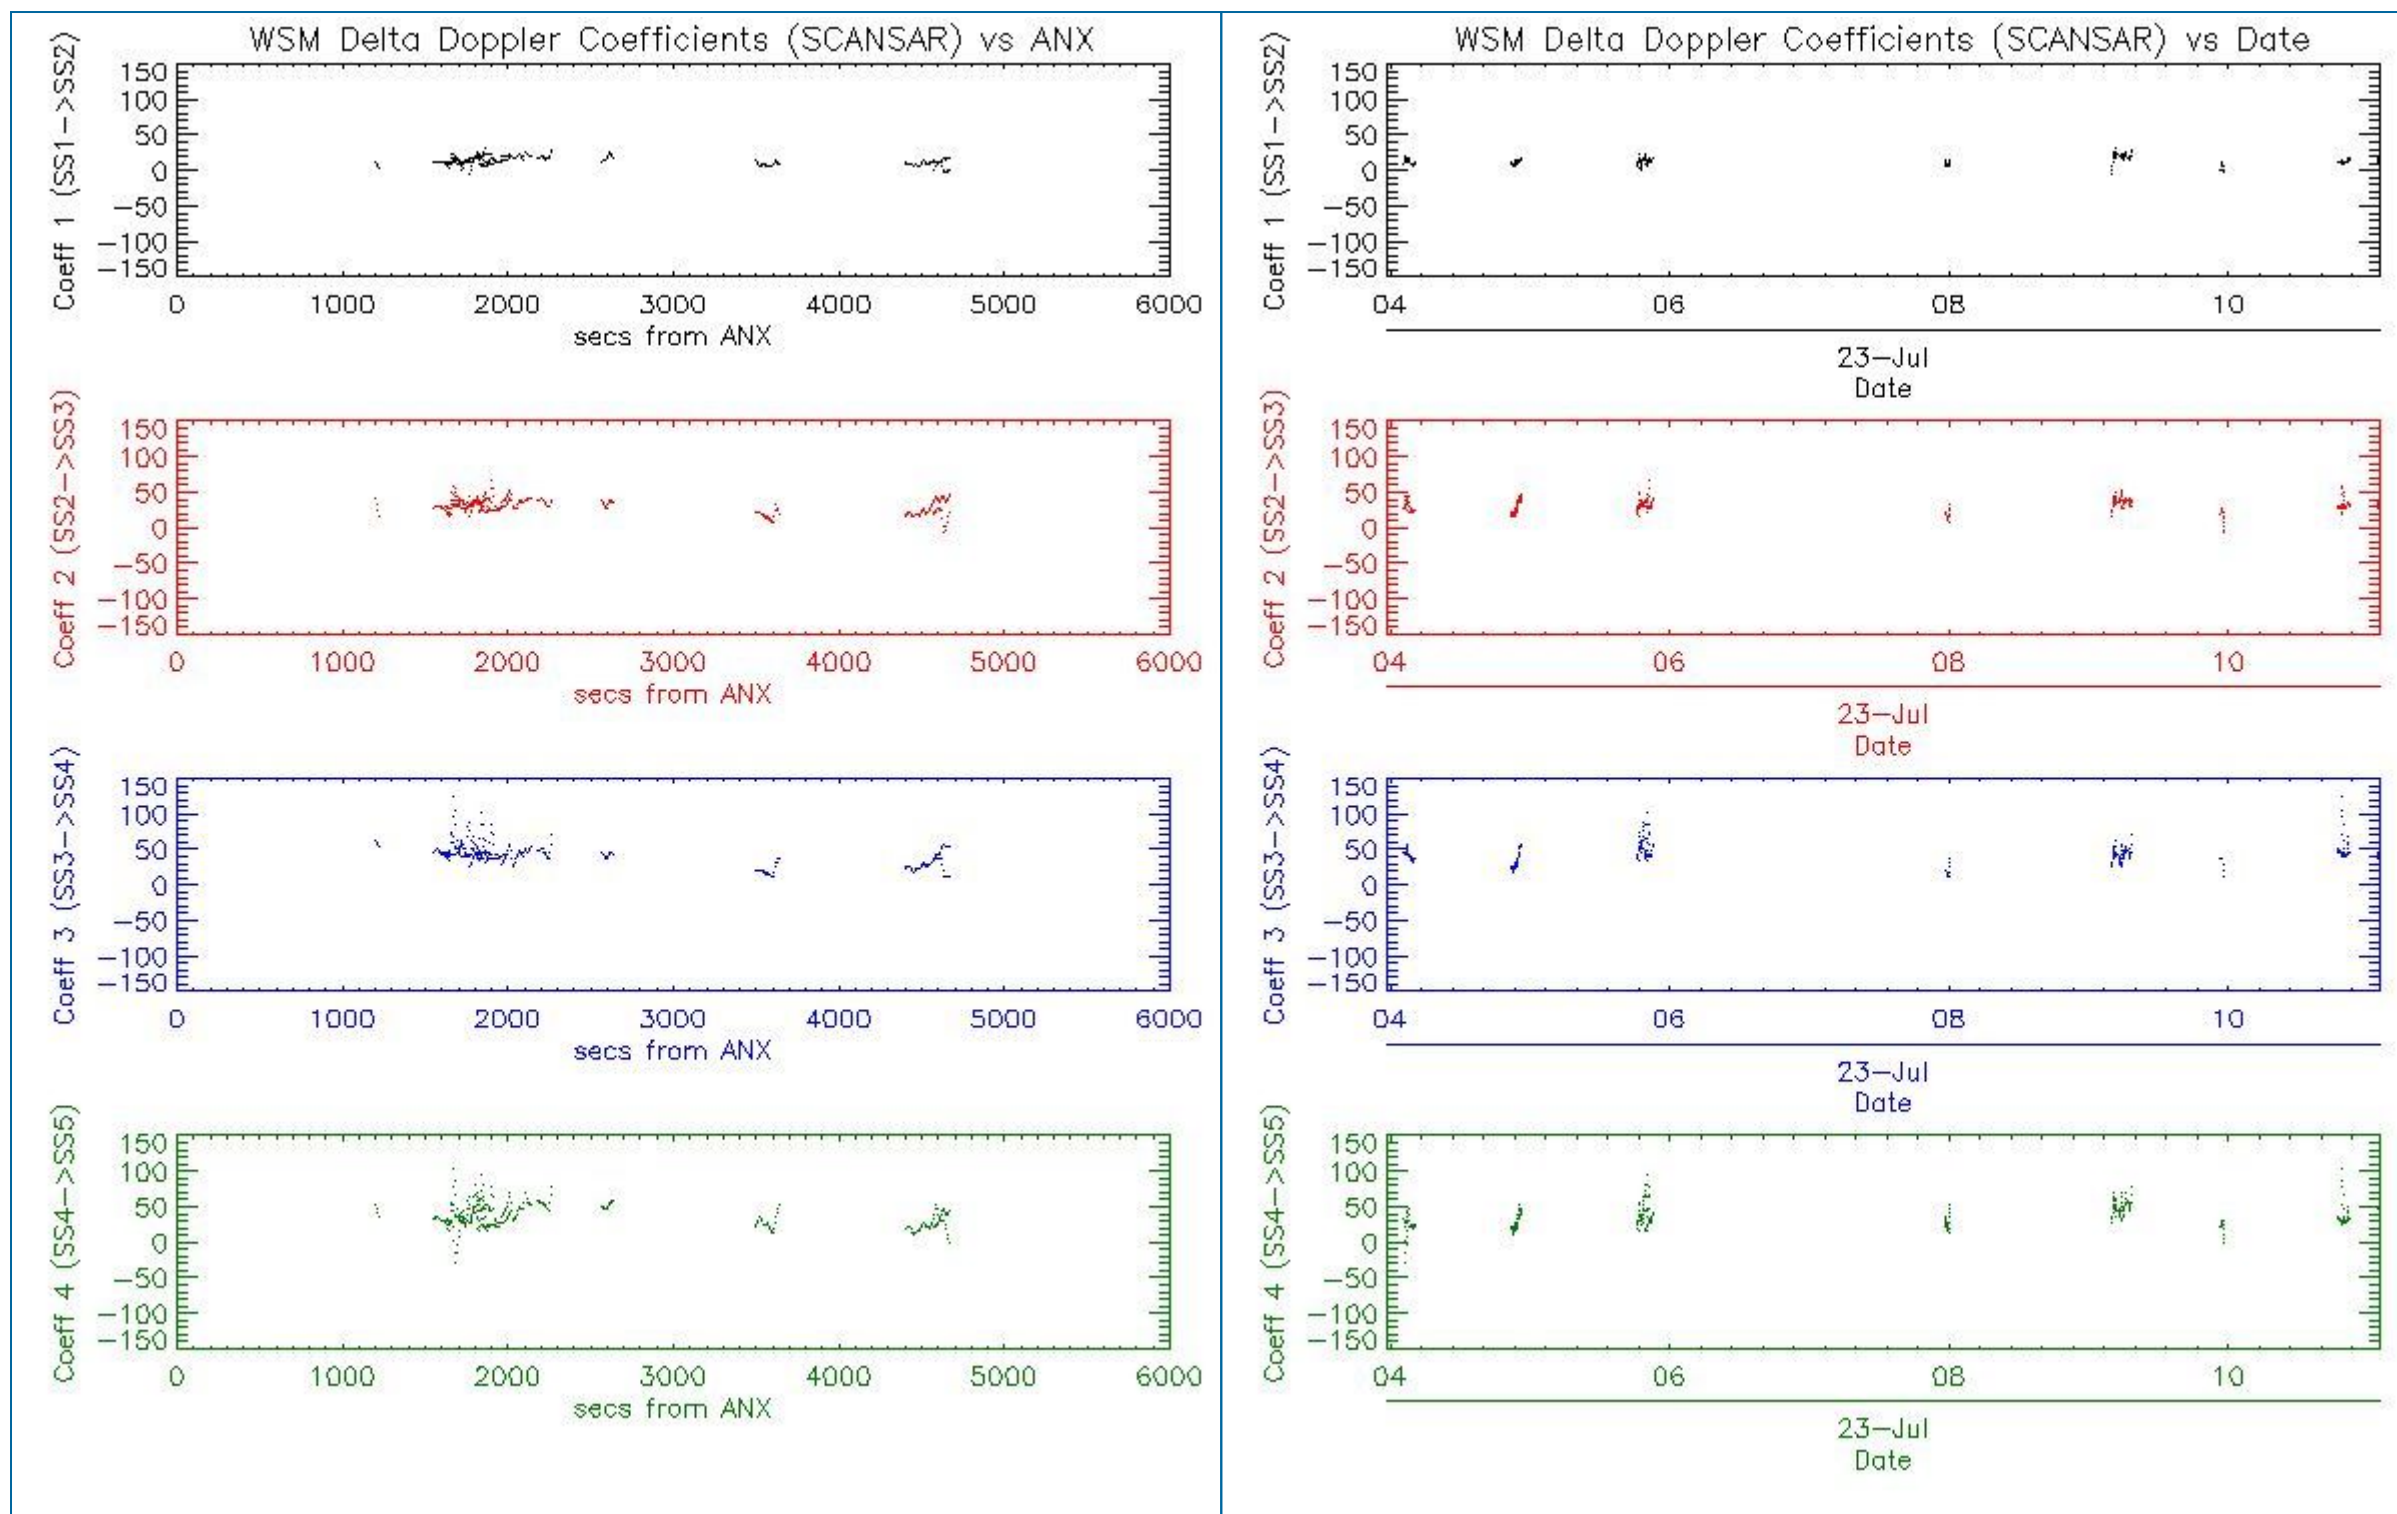 WSM Delta Doppler Coefficients (SCANSAR) vs ANX
Coeff 1 (SS1->SS2)
150
100
50
0
-50
-100
-150
0 1000 2000 3000 4000 5000 6000
secs from ANX
Coeff 2 (SS2->SS3)
150
100
50
0
-50
-100
-150
0 1000 2000 3000 4000 5000 6000
secs from ANX
Coeff 3 (SS3->SS4)
150
100
50
0
-50
-100
-150
0 1000 2000 3000 4000 5000 6000
secs from ANX
Coeff 4 (SS4->SS5)
150
100
50
0
-50
-100
-150
0 1000 2000 3000 4000 5000 6000
secs from ANX
WSM Delta Doppler Coefficients (SCANSAR) vs Date
Coeff 1 (SS1->SS2)
150
100
50
0
-50
-100
-150
04 06 08 10
23-Jul
Date
Coeff 2 (SS2->SS3)
150
100
50
0
-50
-100
-150
04 06 08 10
23-Jul
Date
Coeff 3 (SS3->SS4)
150
100
50
0
-50
-100
-150
04 06 08 10
23-Jul
Date
Coeff 4 (SS4->SS5)
150
100
50
0
-50
-100
-150
04 06 08 10
23-Jul
Date